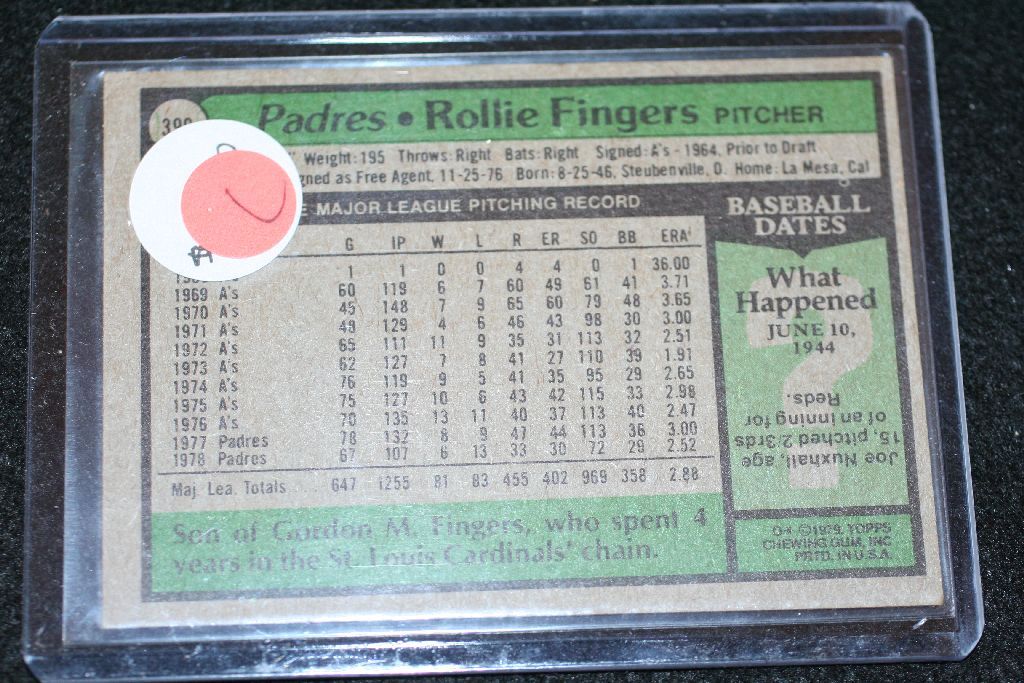 390
Padres • Rollie Fingers PITCHER
Weight: 195 Throws: Right Bats: Right Signed: A's - 1964, Prior to Draft
gned as Free Agent, 11-25-76 Born: 8-25-46, Steubenville, O. Home: La Mesa, Cal
E MAJOR LEAGUE PITCHING RECORD
G IP W L R ER SO BB ERA
1 1 0 0 4 4 0 1 36.00
1969 A's 60 119 6 7 60 49 61 41 3.71
1970 A's 45 148 7 9 65 60 79 48 3.65
1971 A's 48 129 4 6 46 43 98 30 3.00
1972 A's 65 111 11 9 35 31 113 32 2.51
1973 A's 62 127 7 8 41 27 110 39 1.91
1974 A's 76 119 9 5 41 35 95 29 2.65
1975 A's 75 127 10 6 43 42 115 33 2.98
1976 A's 70 135 13 11 40 37 113 40 2.47
1977 Padres 78 132 8 9 47 44 113 36 3.00
1978 Padres 67 107 6 13 33 30 72 29 2.52
Maj. Lea. Totals 647 1255 81 83 455 402 969 358 2.88
Son of Gordon M. Fingers, who spent 4
years in the St. Louis Cardinals' chain.
BASEBALL
DATES
What
Happened
JUNE 10,
1944
?
Joe Nuxhall, age
15, pitched 2/3rds
of an inning for
Reds.
©1979, TOPPS
CHEWING GUM, INC
PRTD. IN U.S.A.